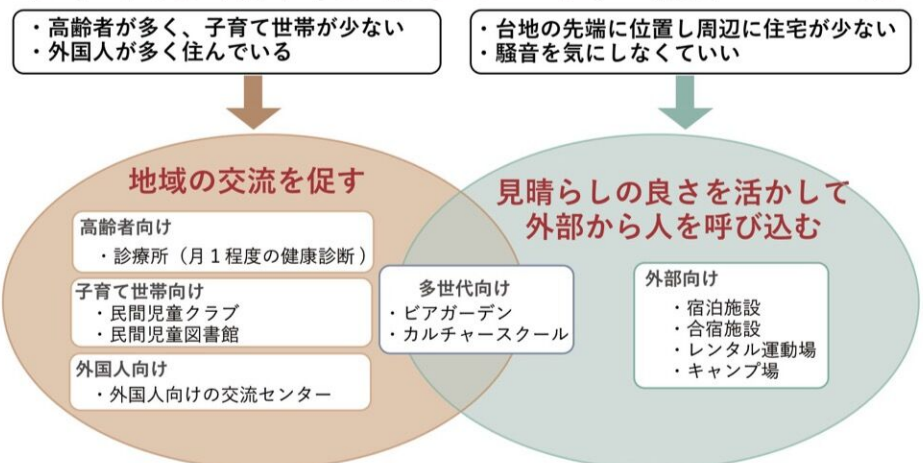 ・高齢者が多く、子育て世帯が少ない
・外国人が多く住んでいる
・台地の先端に位置し周辺に住宅が少ない
・騒音を気にしなくていい
地域の交流を促す
高齢者向け
・診療所（月１程度の健康診断）
子育て世帯向け
・民間児童クラブ
・民間児童図書館
外国人向け
・外国人向けの交流センター
多世代向け
・ビアガーデン
・カルチャースクール
見晴らしの良さを活かして
外部から人を呼び込む
外部向け
・宿泊施設
・合宿施設
・レンタル運動場
・キャンプ場